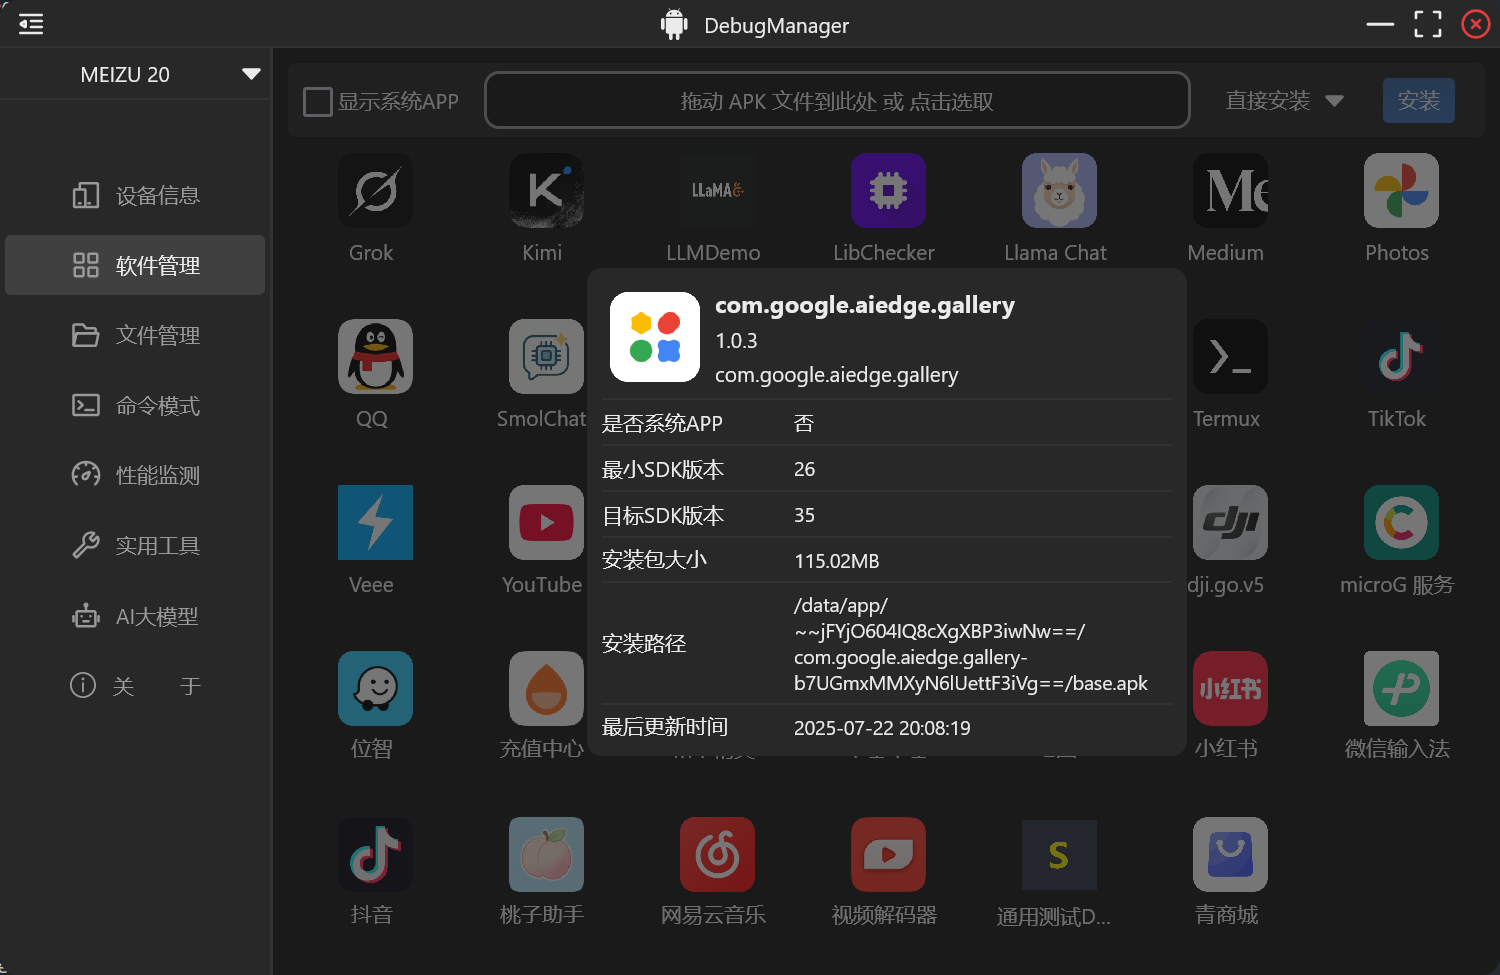 DebugManager
MEIZU 20
显示系统APP
拖动 APK 文件到此处 或 点击选取
直接安装
安装
设备信息
软件管理
文件管理
命令模式
性能监测
实用工具
AI大模型
关 于
LLaMA
Me
Grok
Kimi
LLMDemo
LibChecker
Llama Chat
Medium
Photos
com.google.aiedge.gallery
1.0.3
com.google.aiedge.gallery
是否系统APP 否
最小SDK版本 26
目标SDK版本 35
安装包大小 115.02MB
安装路径
/data/app/
~~jFYjO604IQ8cXgXBP3iwNw==/
com.google.aiedge.gallery-
b7UGmxMMXyN6lUettF3iVg==/base.apk
最后更新时间 2025-07-22 20:08:19
QQ
SmolChat
Termux
TikTok
Veee
YouTube
dji
dji.go.v5
microG 服务
位智
充值中心
小红书
小红书
微信输入法
抖音
桃子助手
网易云音乐
视频解码器
S
通用测试D...
青商城